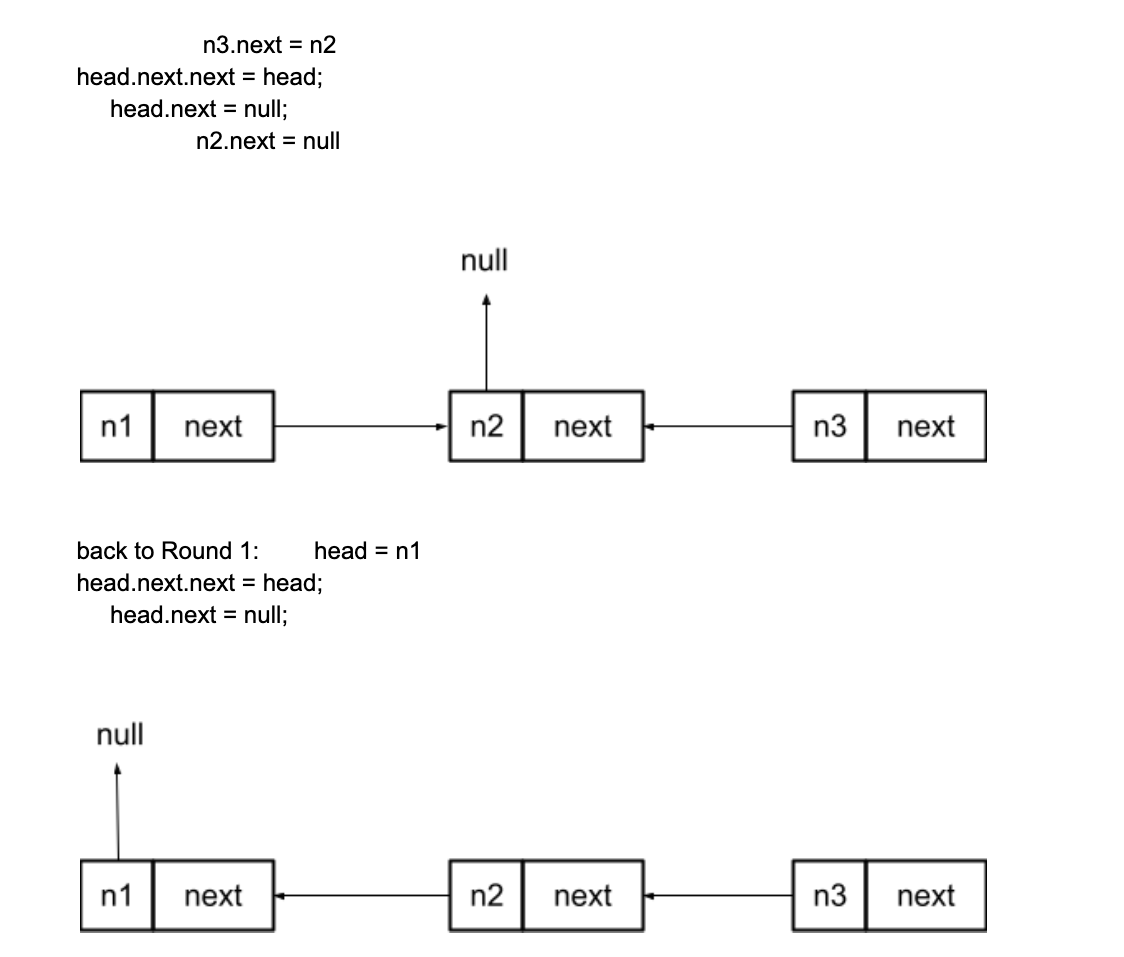 n3.next = n2
head.next.next = head;
head.next = null;
n2.next = null
null
n1 next n2 next n3 next
back to Round 1: head = n1
head.next.next = head;
head.next = null;
null
n1 next n2 next n3 next